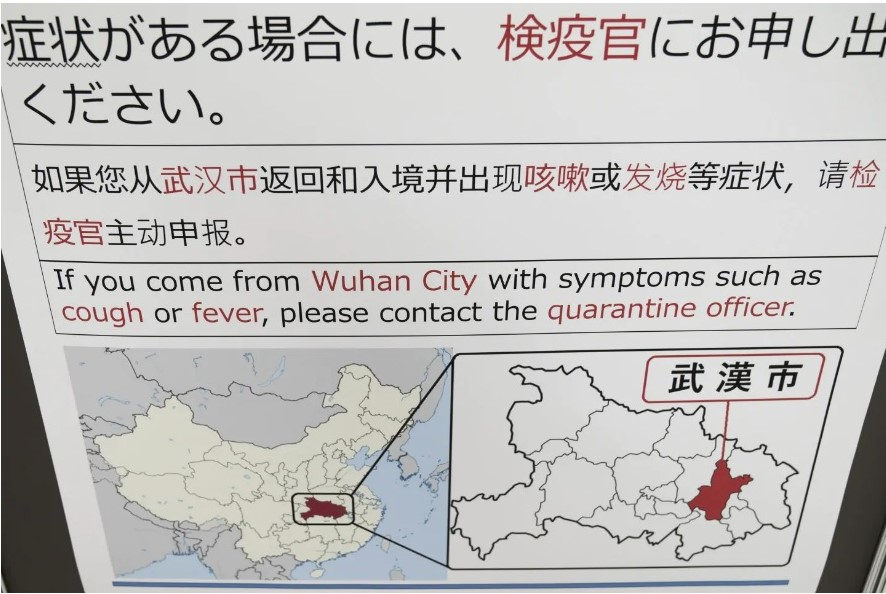 症状がある場合には、検疫官にお申し出
ください。
如果您从武汉市返回和入境并出现咳嗽或发烧等症状，请检
疫官主动申报。
If you come from Wuhan City with symptoms such as
cough or fever, please contact the quarantine officer.
武漢市